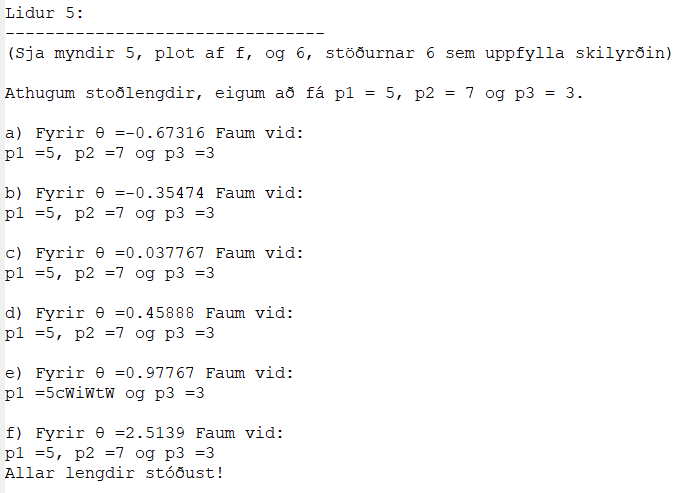 Lidur 5:
--------------------------------
(Sja myndir 5, plot af f, og 6, stöðurnar 6 sem uppfylla skilyrðin)
Athugum stoðlengdir, eigum að fá p1 = 5, p2 = 7 og p3 = 3.
a) Fyrir θ =-0.67316 Faum vid:
p1 =5, p2 =7 og p3 =3
b) Fyrir θ =-0.35474 Faum vid:
p1 =5, p2 =7 og p3 =3
c) Fyrir θ =0.037767 Faum vid:
p1 =5, p2 =7 og p3 =3
d) Fyrir θ =0.45888 Faum vid:
p1 =5, p2 =7 og p3 =3
e) Fyrir θ =0.97767 Faum vid:
p1 =5cWiWtW og p3 =3
f) Fyrir θ =2.5139 Faum vid:
p1 =5, p2 =7 og p3 =3
Allar lengdir stóðust!